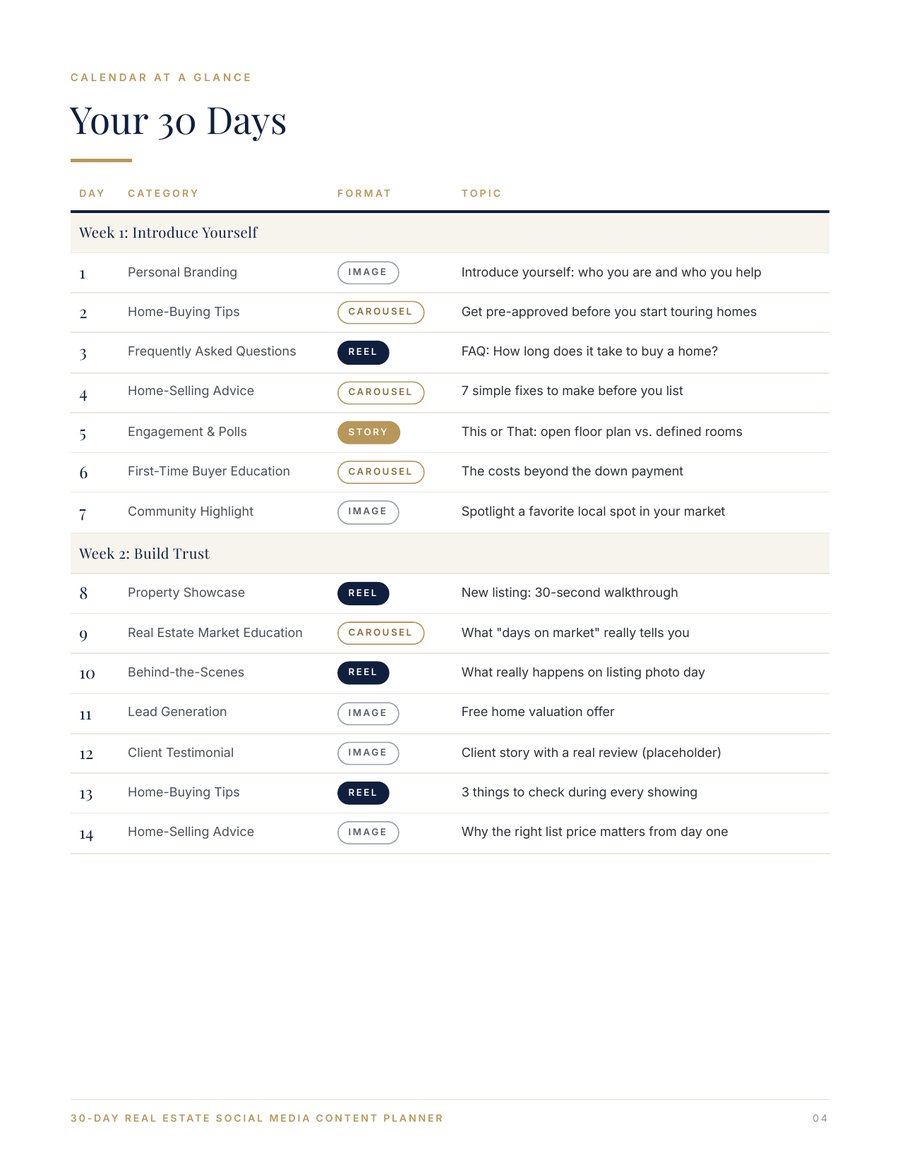 CALENDAR AT A GLANCE
Your 30 Days
DAY CATEGORY FORMAT TOPIC
Week 1: Introduce Yourself
1 Personal Branding IMAGE Introduce yourself: who you are and who you help
2 Home-Buying Tips CAROUSEL Get pre-approved before you start touring homes
3 Frequently Asked Questions REEL FAQ: How long does it take to buy a home?
4 Home-Selling Advice CAROUSEL 7 simple fixes to make before you list
5 Engagement & Polls STORY This or That: open floor plan vs. defined rooms
6 First-Time Buyer Education CAROUSEL The costs beyond the down payment
7 Community Highlight IMAGE Spotlight a favorite local spot in your market
Week 2: Build Trust
8 Property Showcase REEL New listing: 30-second walkthrough
9 Real Estate Market Education CAROUSEL What "days on market" really tells you
10 Behind-the-Scenes REEL What really happens on listing photo day
11 Lead Generation IMAGE Free home valuation offer
12 Client Testimonial IMAGE Client story with a real review (placeholder)
13 Home-Buying Tips REEL 3 things to check during every showing
14 Home-Selling Advice IMAGE Why the right list price matters from day one
30-DAY REAL ESTATE SOCIAL MEDIA CONTENT PLANNER 04